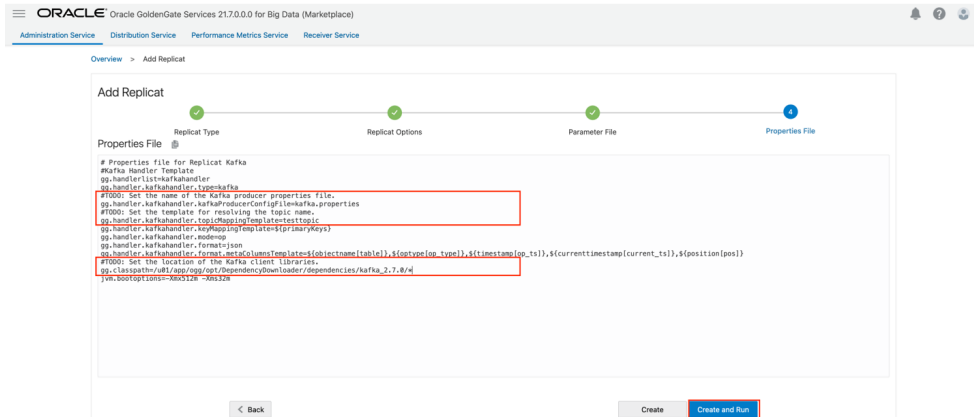 ORACLE Oracle GoldenGate Services 21.7.0.0.0 for Big Data (Marketplace)
Administration Service Distribution Service Performance Metrics Service Receiver Service
Overview > Add Replicat
Add Replicat
4
Replicat Type Replicat Options Parameter File Properties File
Properties File
# Properties file for Replicat Kafka
#Kafka Handler Template
gg.handlerlist=kafkahandler
gg.handler.kafkahandler.type=kafka
#TODO: Set the name of the Kafka producer properties file.
gg.handler.kafkahandler.kafkaProducerConfigFile=kafka.properties
#TODO: Set the template for resolving the topic name.
gg.handler.kafkahandler.topicMappingTemplate=testtopic
gg.handler.kafkahandler.keyMappingTemplate=${primaryKeys}
gg.handler.kafkahandler.mode=op
gg.handler.kafkahandler.format=json
gg.handler.kafkahandler.format.metaColumnsTemplate=${objectname[table]},${optype[op_type]},${timestamp[op_ts]},${currenttimestamp[current_ts]},${position[pos]}
#TODO: Set the location of the Kafka client libraries.
gg.classpath=/u01/app/ogg/opt/DependencyDownloader/dependencies/kafka_2.7.0/*
jvm.bootoptions=-Xmx512m -Xms32m
< Back Create Create and Run